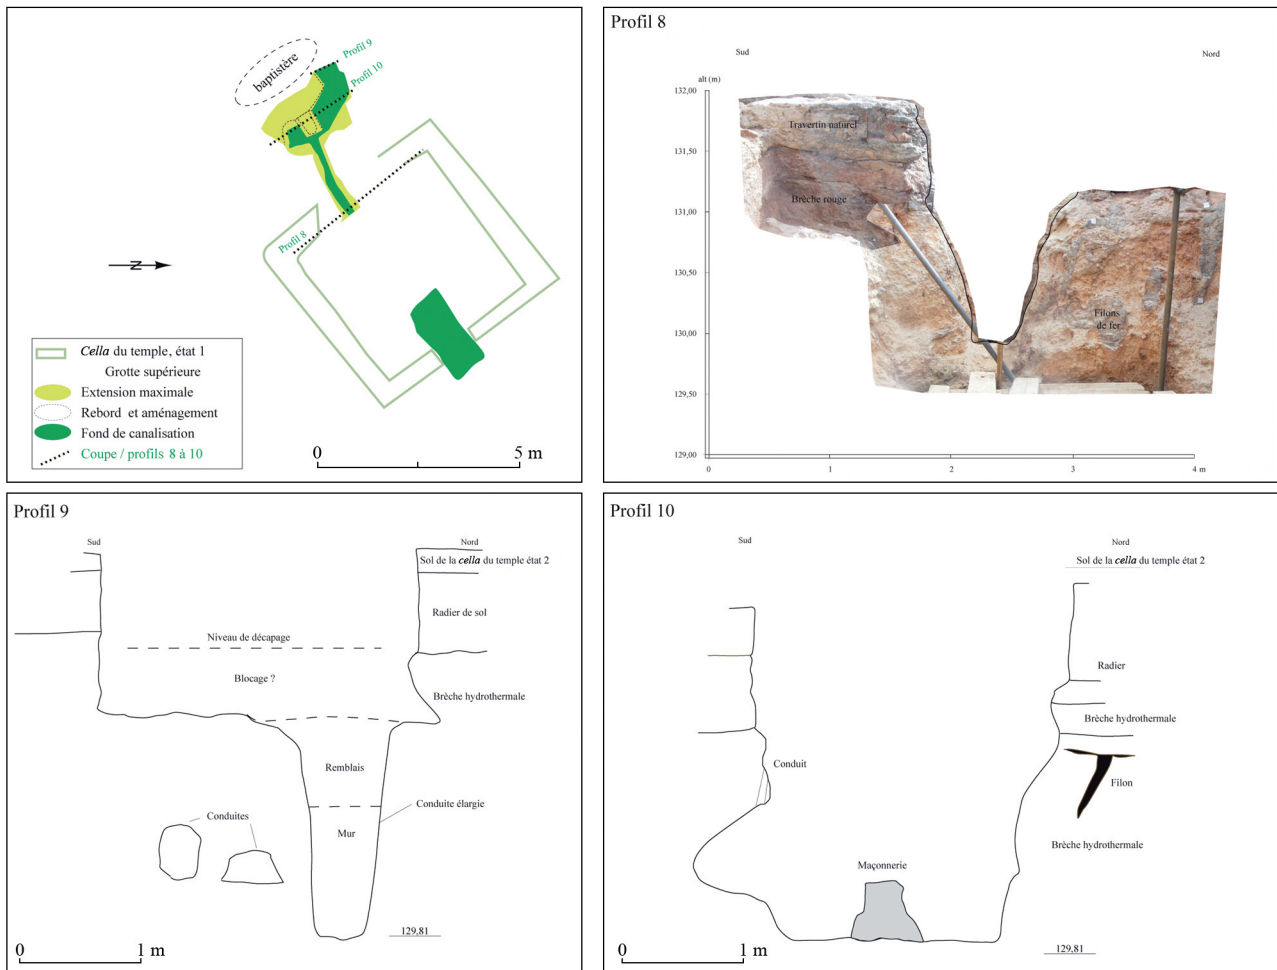 baptistère
Profil 9
Profil 10
Profil 8
N
Cella du temple, état 1
Grotte supérieure
Extension maximale
Rebord et aménagement
Fond de canalisation
Coupe / profils 8 à 10
0 5 m
Profil 8
Sud Nord
alt (m)
132,00
131,50
131,00
130,50
130,00
129,50
129,00
0 1 2 3 4 m
Travertin naturel
Brèche rouge
Filons
de fer
Profil 9
Sud Nord
Sol de la cella du temple état 2
Radier de sol
Niveau de décapage
Blocage ?
Brèche hydrothermale
Remblais
Conduite élargie
Conduites
Mur
129,81
0 1 m
Profil 10
Sud Nord
Sol de la cella du temple état 2
Radier
Brèche hydrothermale
Conduit
Filon
Brèche hydrothermale
Maçonnerie
129,81
0 1 m